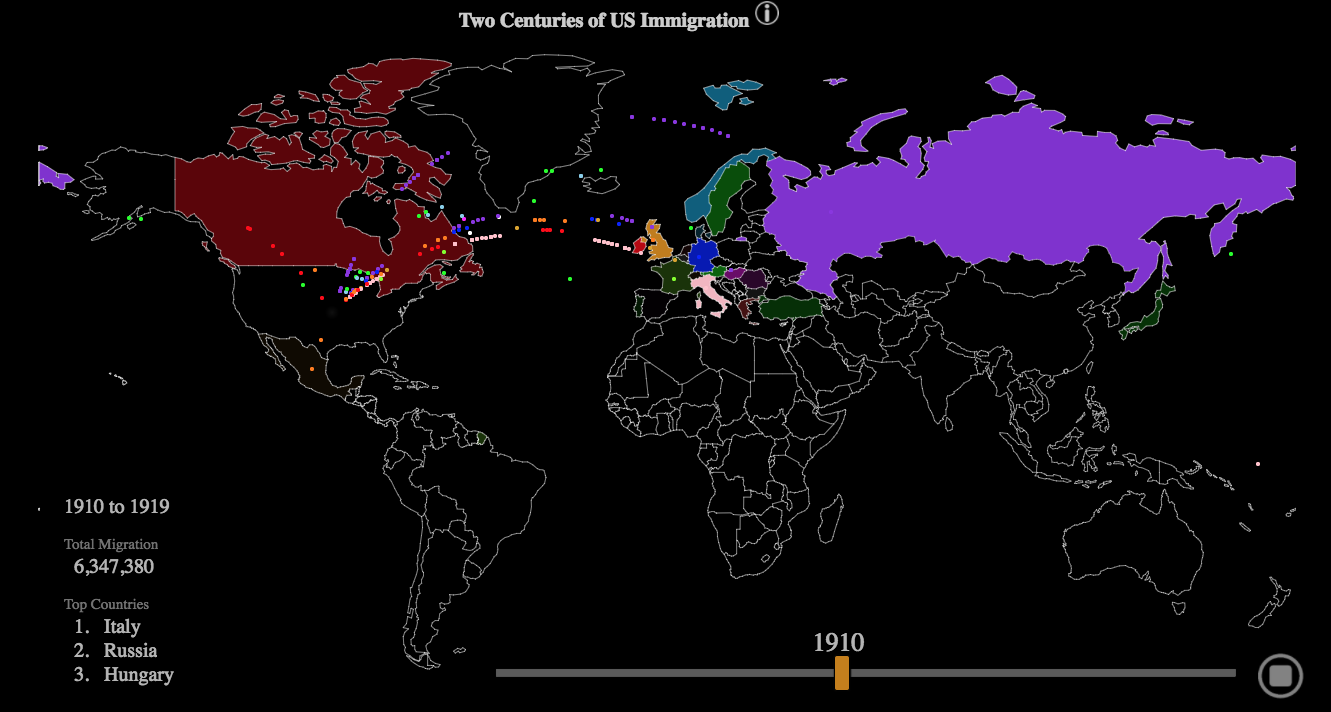 Two Centuries of US Immigration
1910 to 1919
Total Migration
6,347,380
Top Countries
1. Italy
2. Russia
3. Hungary
1910